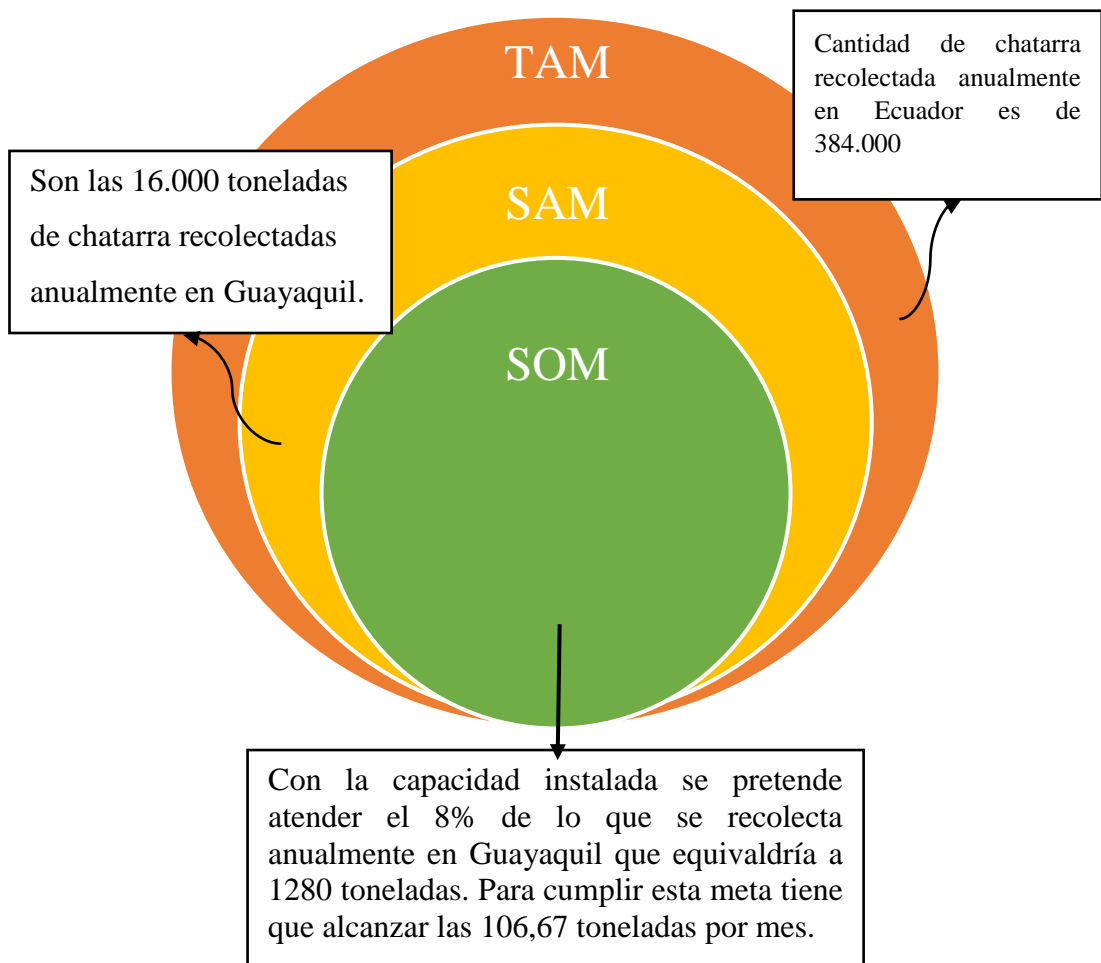 TAM
Cantidad de chatarra
recolectada anualmente
en Ecuador es de
384.000
Son las 16.000 toneladas
de chatarra recolectadas
anualmente en Guayaquil.
SAM
SOM
Con la capacidad instalada se pretende
atender el 8% de lo que se recolecta
anualmente en Guayaquil que equivaldría a
1280 toneladas. Para cumplir esta meta tiene
que alcanzar las 106,67 toneladas por mes.